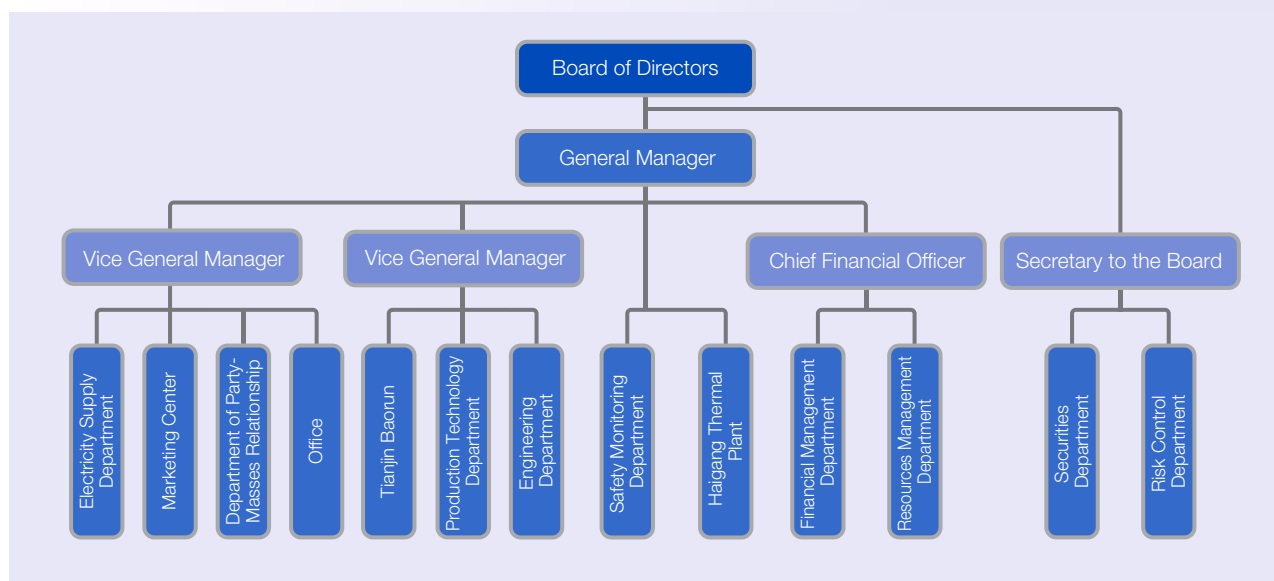 Board of Directors
General Manager
Vice General Manager
Vice General Manager
Chief Financial Officer
Secretary to the Board
Electricity Supply
Department
Marketing Center
Department of Party-
Masses Relationship
Office
Tianjin Baorun
Production Technology
Department
Engineering
Department
Safety Monitoring
Department
Haigang Thermal
Plant
Financial Management
Department
Resources Management
Department
Securities
Department
Risk Control
Department